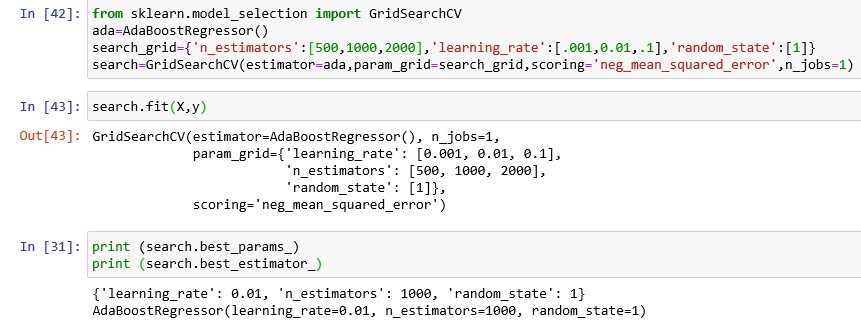 In [42]: from sklearn.model_selection import GridSearchCV
ada=AdaBoostRegressor()
search_grid={'n_estimators':[500,1000,2000],'learning_rate':[.001,0.01,.1],'random_state':[1]}
search=GridSearchCV(estimator=ada,param_grid=search_grid,scoring='neg_mean_squared_error',n_jobs=1)
In [43]: search.fit(X,y)
Out[43]: GridSearchCV(estimator=AdaBoostRegressor(), n_jobs=1,
param_grid={'learning_rate': [0.001, 0.01, 0.1],
'n_estimators': [500, 1000, 2000],
'random_state': [1]},
scoring='neg_mean_squared_error')
In [31]: print (search.best_params_)
print (search.best_estimator_)
{'learning_rate': 0.01, 'n_estimators': 1000, 'random_state': 1}
AdaBoostRegressor(learning_rate=0.01, n_estimators=1000, random_state=1)